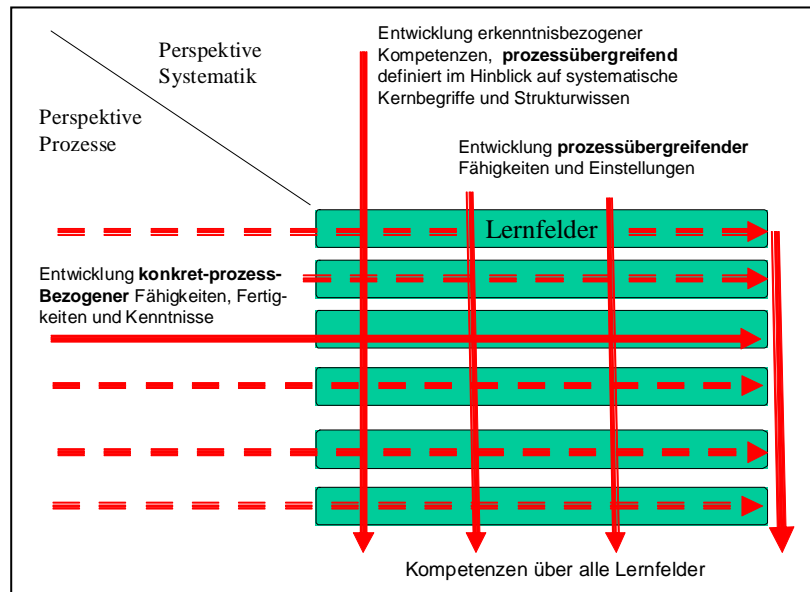 Perspektive
Systematik
Perspektive
Prozesse
Entwicklung erkenntnisbezogener
Kompetenzen, prozessübergreifend
definiert im Hinblick auf systematische
Kernbegriffe und Strukturwissen
Entwicklung prozessübergreifender
Fähigkeiten und Einstellungen
Lernfelder
Entwicklung konkret-prozess-
Bezogener Fähigkeiten, Fertig-
keiten und Kenntnisse
Kompetenzen über alle Lernfelder